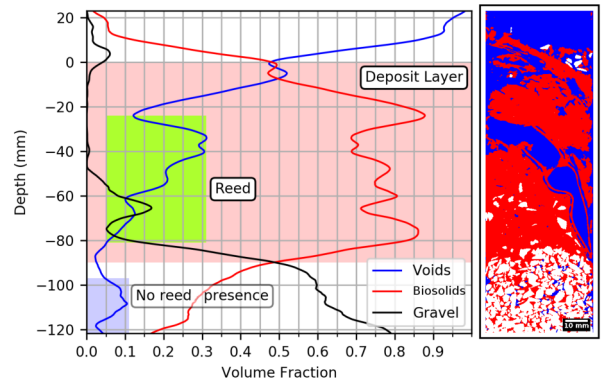 20
0
−20
−40
−60
−80
−100
−120
Depth (mm)
Deposit Layer
Reed
No reed presence
Voids
Biosolids
Gravel
0.0 0.1 0.2 0.3 0.4 0.5 0.6 0.7 0.8 0.9
Volume Fraction
10 mm